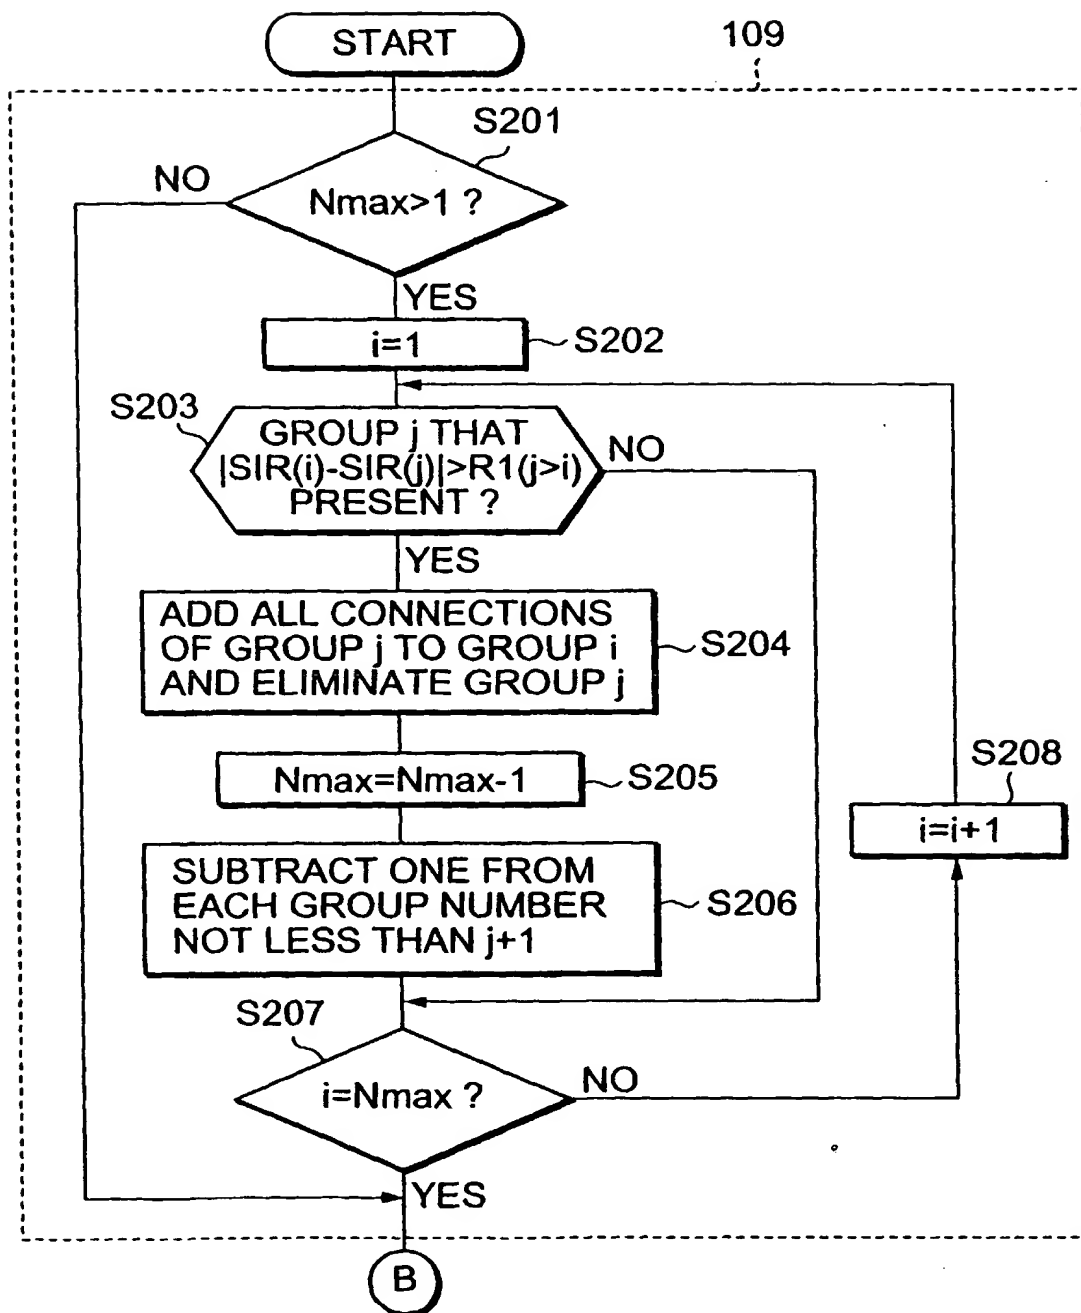 START
109
S201
NO
Nmax>1 ?
YES
i=1
S202
S203
GROUP j THAT
|SIR(i)-SIR(j)|>R1(j>i)
PRESENT ?
NO
YES
ADD ALL CONNECTIONS
OF GROUP j TO GROUP i
AND ELIMINATE GROUP j
S204
Nmax=Nmax-1
S205
S208
i=i+1
SUBTRACT ONE FROM
EACH GROUP NUMBER
NOT LESS THAN j+1
S206
S207
i=Nmax ?
NO
YES
B